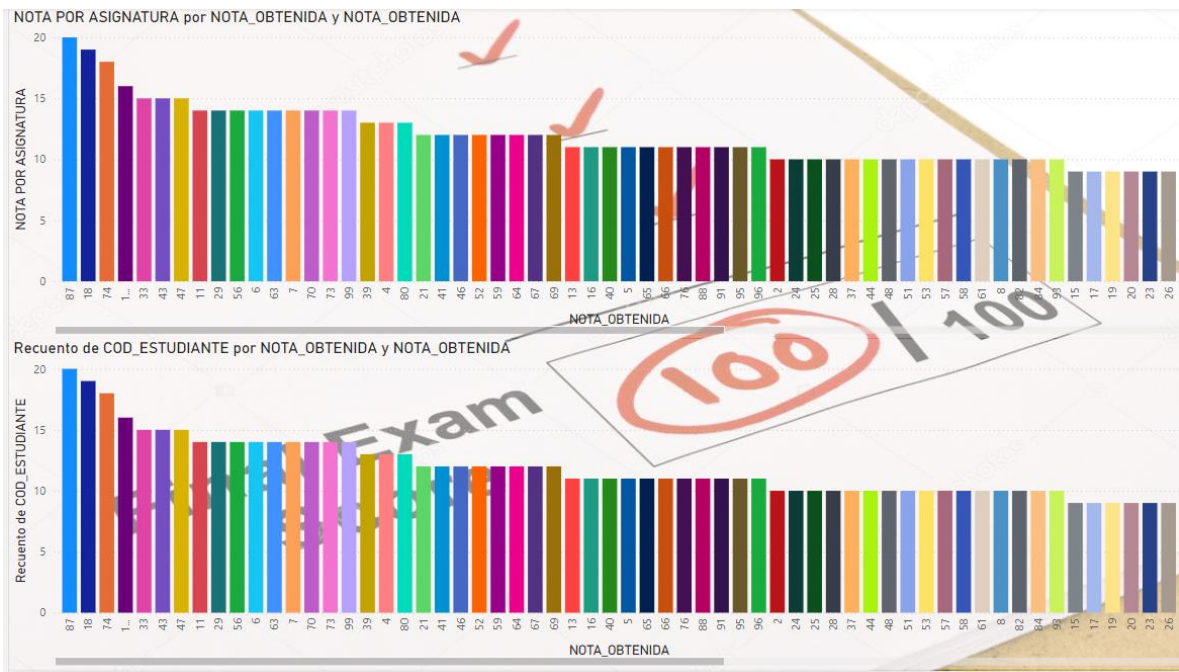 NOTA POR ASIGNATURA por NOTA_OBTENIDA y NOTA_OBTENIDA
NOTA POR ASIGNATURA
20
15
10
5
0
87 18 74 1... 33 43 47 11 29 56 6 63 7 70 73 99 39 4 80 21 41 46 52 59 64 67 69 13 16 40 5 65 66 76 88 91 95 96 2 24 25 28 37 44 48 51 53 57 58 61 8 82 84 93 15 17 19 20 23 26
NOTA_OBTENIDA
100 / 100
Recuento de COD_ESTUDIANTE por NOTA_OBTENIDA y NOTA_OBTENIDA
Recuento de COD_ESTUDIANTE
20
15
10
5
0
Final Exam
Score
87 18 74 1... 33 43 47 11 29 56 6 63 7 70 73 99 39 4 80 21 41 46 52 59 64 67 69 13 16 40 5 65 66 76 88 91 95 96 2 24 25 28 37 44 48 51 53 57 58 61 8 82 84 93 15 17 19 20 23 26
NOTA_OBTENIDA